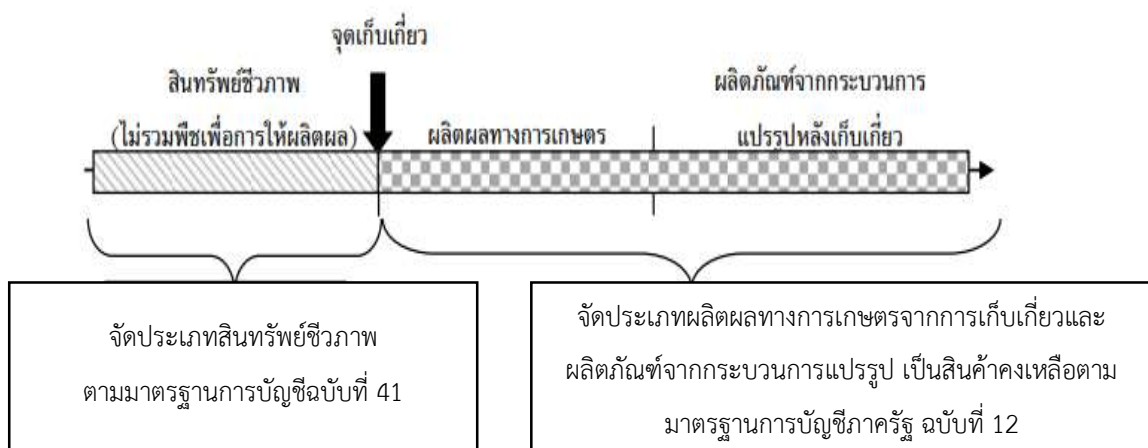 จุดเก็บเกี่ยว
สินทรัพย์ชีวภาพ
(ไม่รวมพืชเพื่อการให้ผลิตผล)
ผลิตผลทางการเกษตร
ผลิตภัณฑ์จากกระบวนการ
แปรรูปหลังเก็บเกี่ยว
จัดประเภทสินทรัพย์ชีวภาพ
ตามมาตรฐานการบัญชีฉบับที่ 41
จัดประเภทผลิตผลทางการเกษตรจากการเก็บเกี่ยวและ
ผลิตภัณฑ์จากกระบวนการแปรรูป เป็นสินค้าคงเหลือตาม
มาตรฐานการบัญชีภาครัฐ ฉบับที่ 12